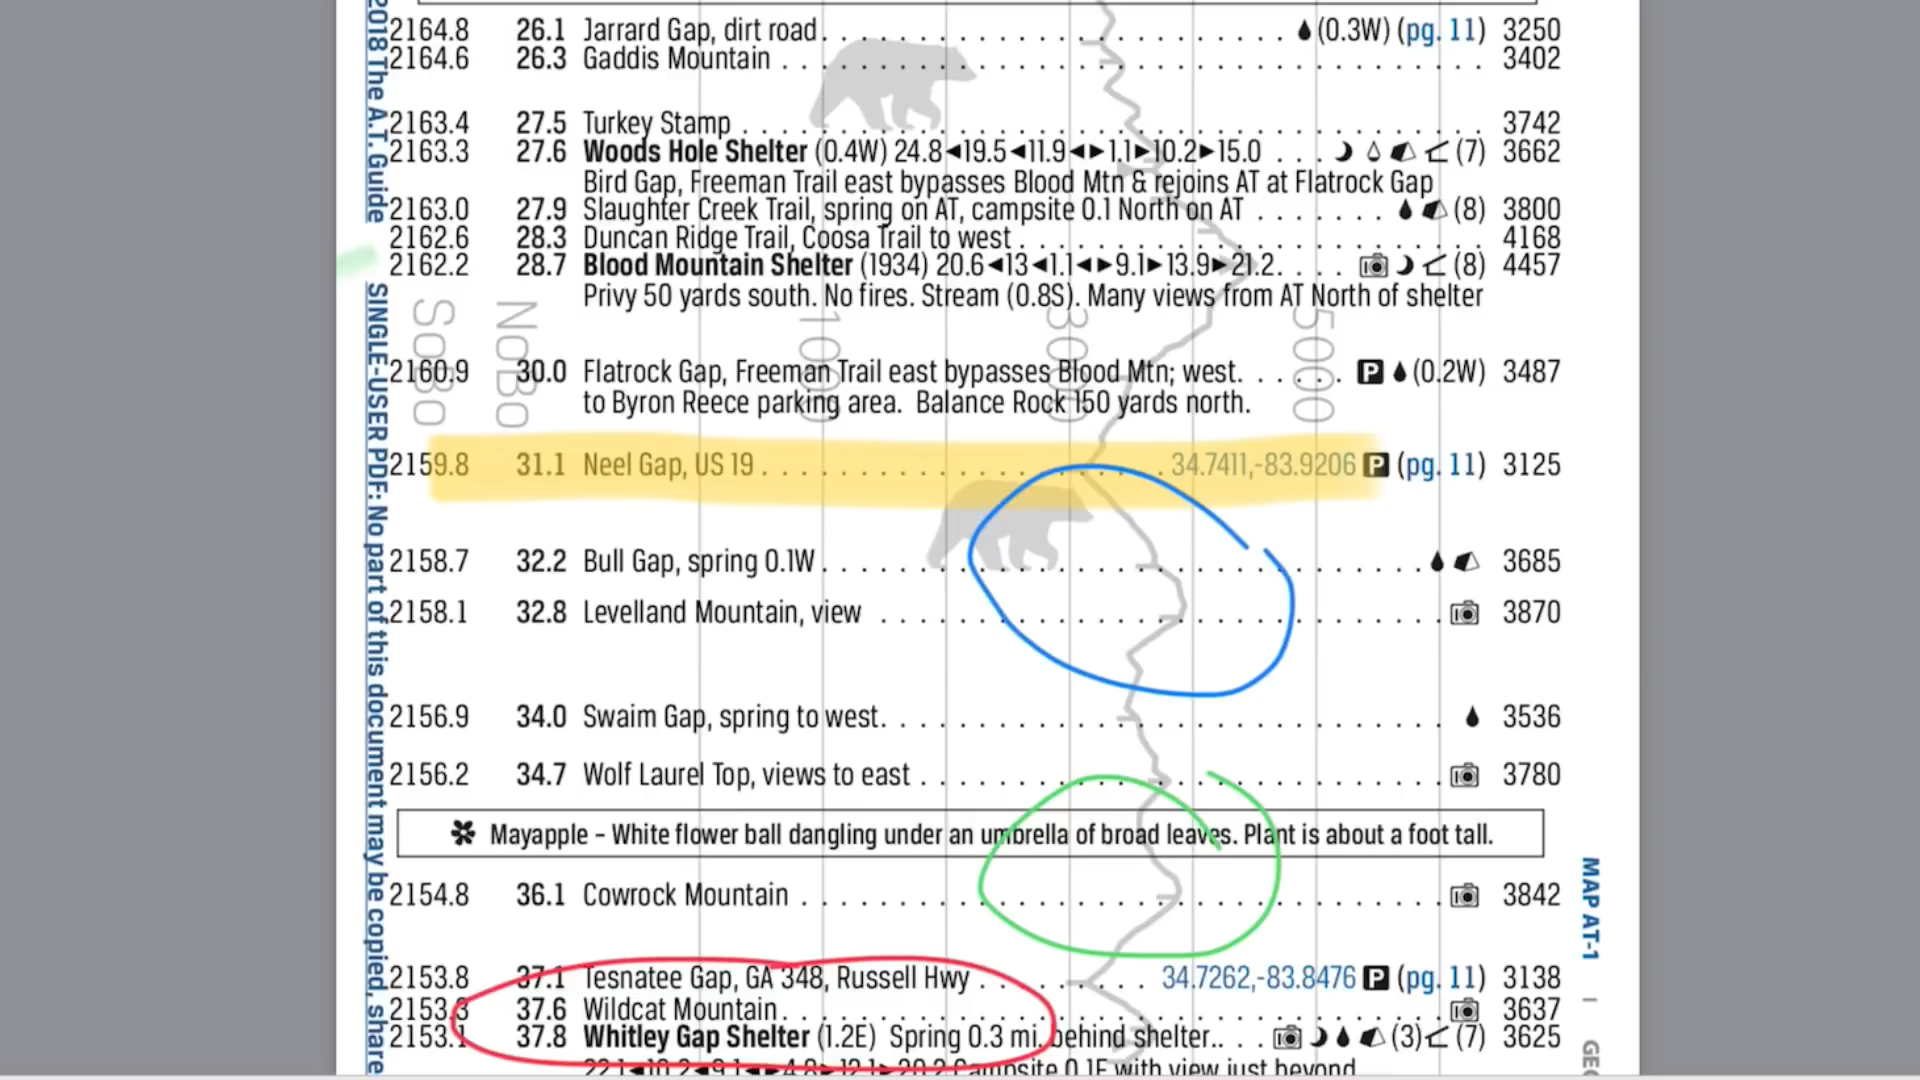 2164.8 26.1 Jarrard Gap, dirt road (0.3W) (pg. 11) 3250
2164.6 26.3 Gaddis Mountain 3402
2163.4 27.5 Turkey Stamp 3742
2163.3 27.6 Woods Hole Shelter (0.4W) 24.8◄19.5◄11.9◄►1.1►10.2►15.0 (7) 3662
Bird Gap, Freeman Trail east bypasses Blood Mtn & rejoins AT at Flatrock Gap
2163.0 27.9 Slaughter Creek Trail, spring on AT, campsite 0.1 North on AT (8) 3800
2162.6 28.3 Duncan Ridge Trail, Coosa Trail to west 4168
2162.2 28.7 Blood Mountain Shelter (1934) 20.6◄13◄1.1◄►9.1►13.9►21.2 (8) 4457
Privy 50 yards south. No fires. Stream (0.8S). Many views from AT North of shelter
SoBo NoBo 1000 3000 5000
2160.9 30.0 Flatrock Gap, Freeman Trail east bypasses Blood Mtn; west. P (0.2W) 3487
to Byron Reece parking area. Balance Rock 150 yards north.
2159.8 31.1 Neel Gap, US 19 34.7411,-83.9206 P (pg. 11) 3125
2158.7 32.2 Bull Gap, spring 0.1W 3685
2158.1 32.8 Levelland Mountain, view 3870
2156.9 34.0 Swaim Gap, spring to west 3536
2156.2 34.7 Wolf Laurel Top, views to east 3780
Mayapple – White flower ball dangling under an umbrella of broad leaves. Plant is about a foot tall.
2154.8 36.1 Cowrock Mountain 3842
2153.8 37.1 Tesnatee Gap, GA 348, Russell Hwy 34.7262,-83.8476 P (pg. 11) 3138
2153.3 37.6 Wildcat Mountain 3637
2153.1 37.8 Whitley Gap Shelter (1.2E) Spring 0.3 mi. behind shelter.. (3) (7) 3625
Campsite 0.1E with view just beyond
2018 The A.T. Guide
SINGLE-USER PDF: No part of this document may be copied, share
MAP AT-1 |